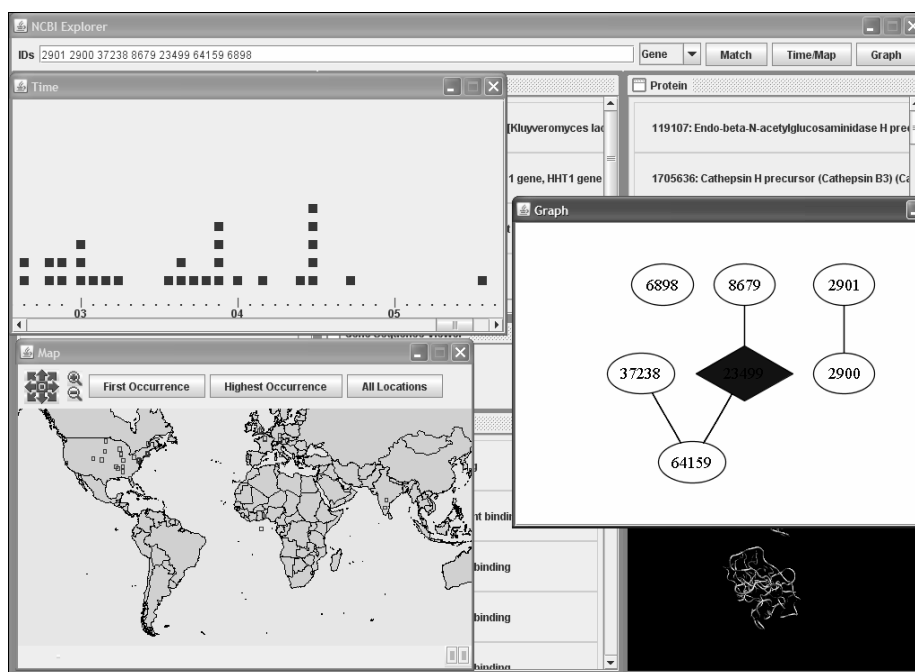 NCBI Explorer
IDs 2901 2900 37238 8679 23499 64159 6898 Gene Match Time/Map Graph
Time
Protein
[Kluyveromyces lac
119107: Endo-beta-N-acetylglucosaminidase H pre
1 gene, HHT1 gene
1705636: Cathepsin H precursor (Cathepsin B3) (Ca
Graph
6898 8679 2901
03 04 05
Map
37238 23499 2900
First Occurrence Highest Occurrence All Locations
64159
nt binding
binding
binding
binding